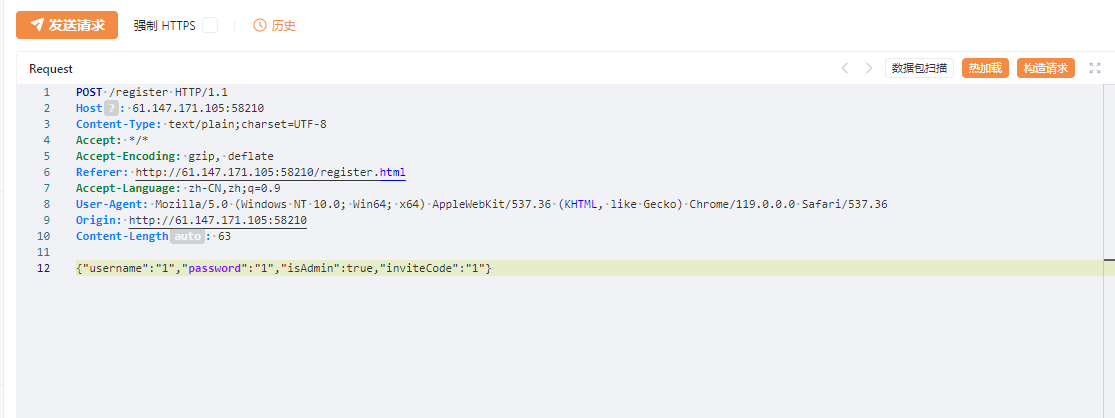 发送请求 强制 HTTPS 历史
Request 数据包扫描 热加载 构造请求
1 POST /register HTTP/1.1
2 Host ? : 61.147.171.105:58210
3 Content-Type: text/plain;charset=UTF-8
4 Accept: */*
5 Accept-Encoding: gzip, deflate
6 Referer: http://61.147.171.105:58210/register.html
7 Accept-Language: zh-CN,zh;q=0.9
8 User-Agent: Mozilla/5.0 (Windows NT 10.0; Win64; x64) AppleWebKit/537.36 (KHTML, like Gecko) Chrome/119.0.0.0 Safari/537.36
9 Origin: http://61.147.171.105:58210
10 Content-Length auto : 63
11
12 {"username":"1","password":"1","isAdmin":true,"inviteCode":"1"}